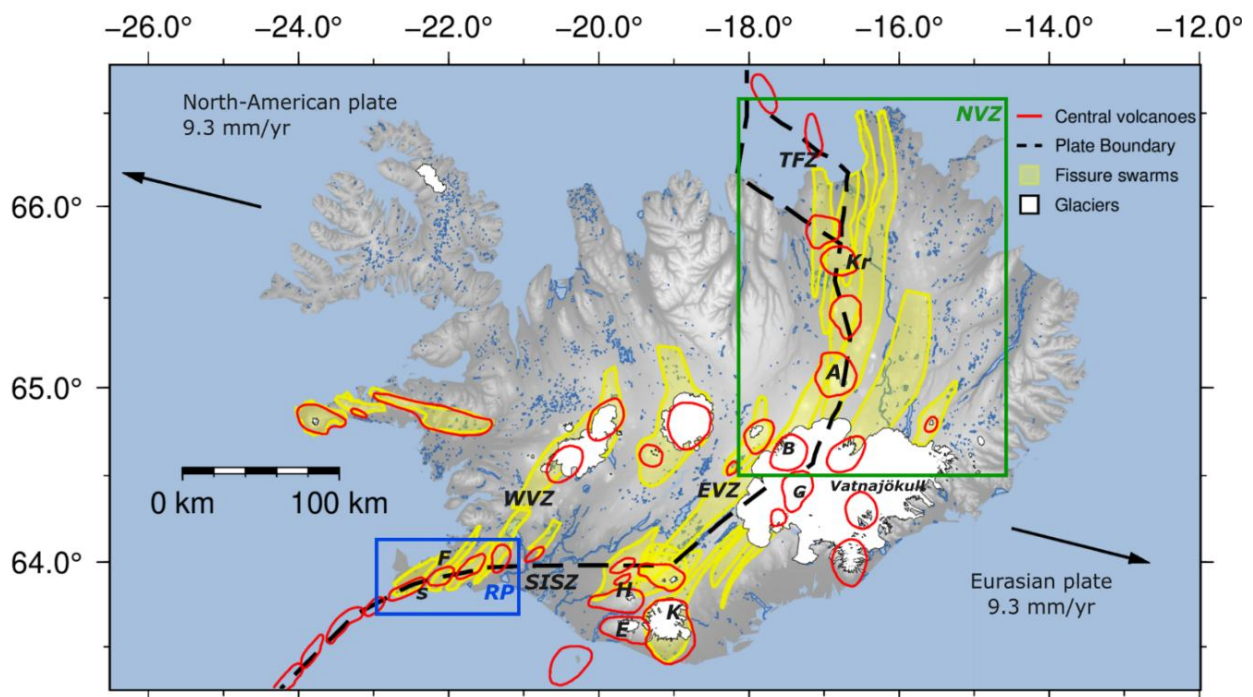 −26.0° −24.0° −22.0° −20.0° −18.0° −16.0° −14.0° −12.0°
North-American plate
9.3 mm/yr
NVZ
Central volcanoes
Plate Boundary
Fissure swarms
Glaciers
TFZ
66.0°
Kr
65.0°
A
B
EVZ
G
Vatnajökull
WVZ
0 km 100 km
64.0°
F
s
RP
SISZ
H
K
E
Eurasian plate
9.3 mm/yr